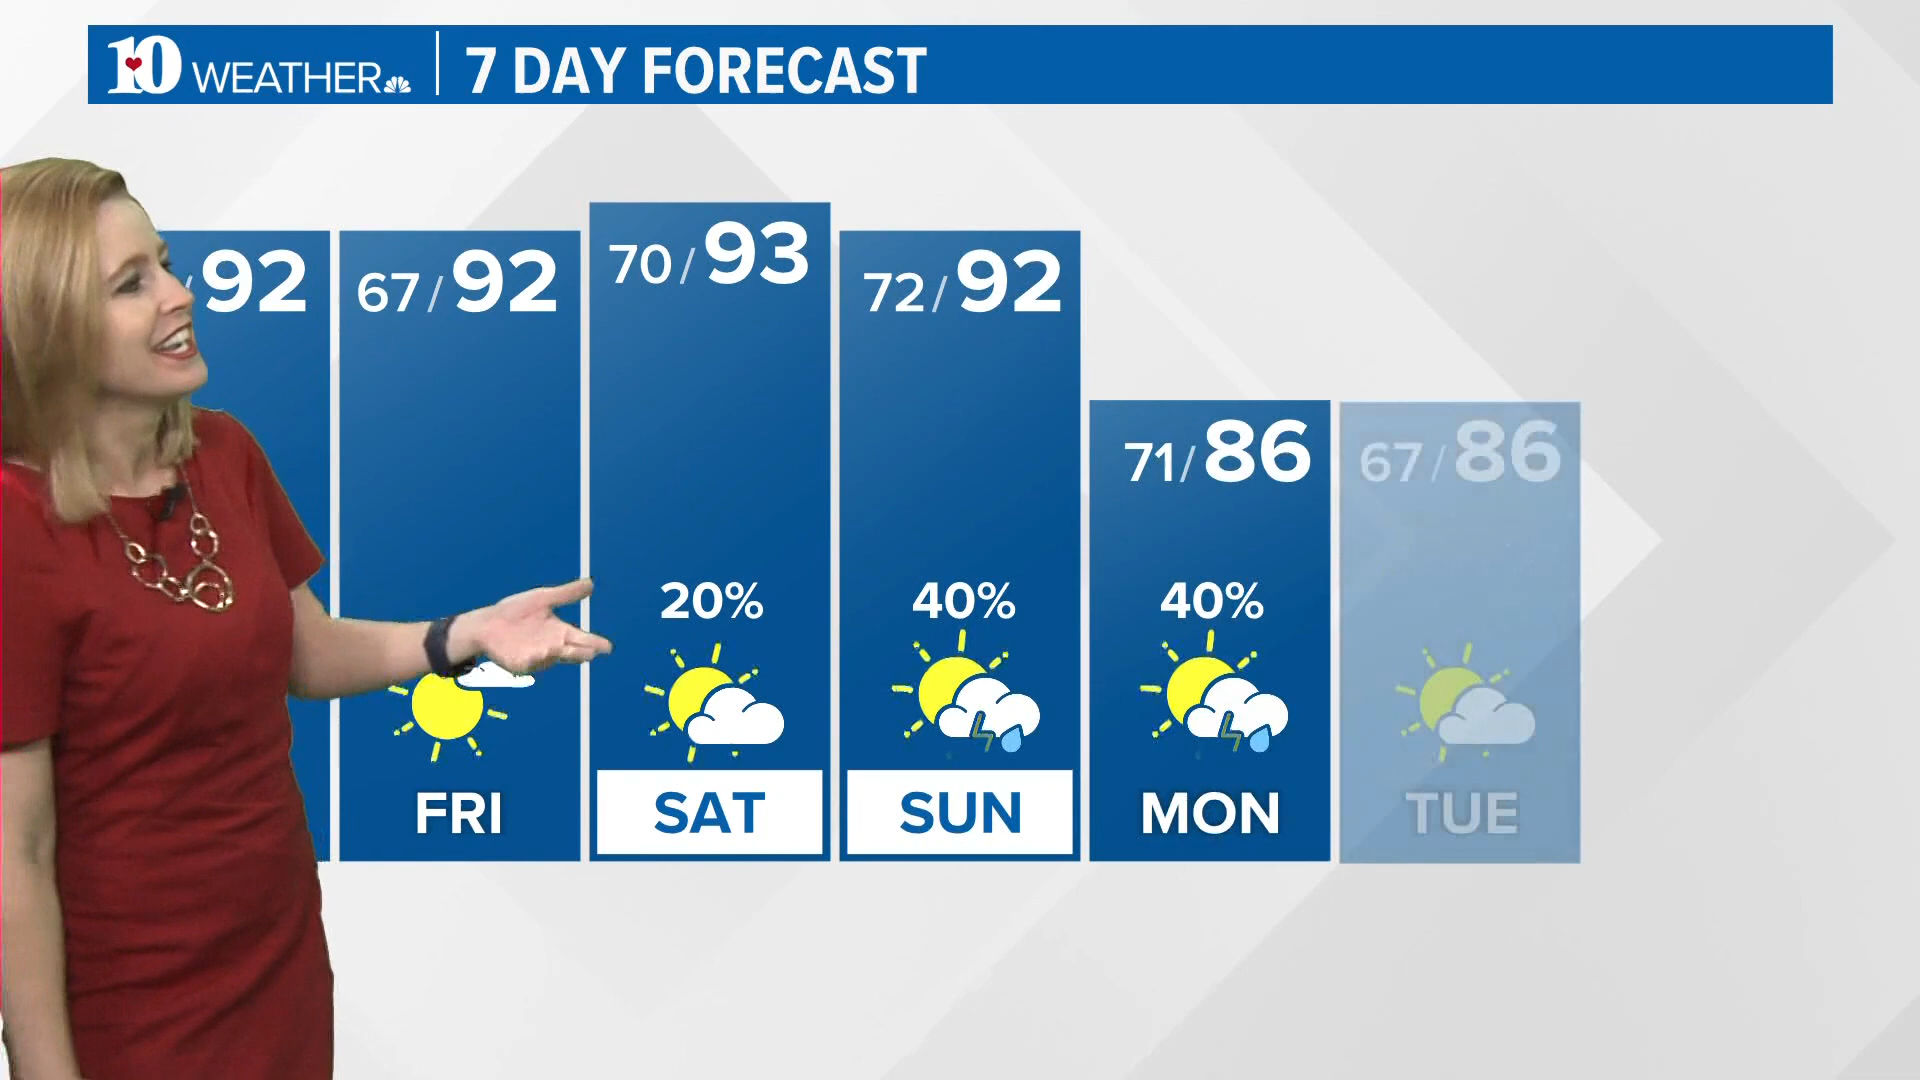 10 WEATHER 7 DAY FORECAST
/92 67/92 70/93 72/92 71/86 67/86
20% 40% 40%
FRI SAT SUN MON TUE